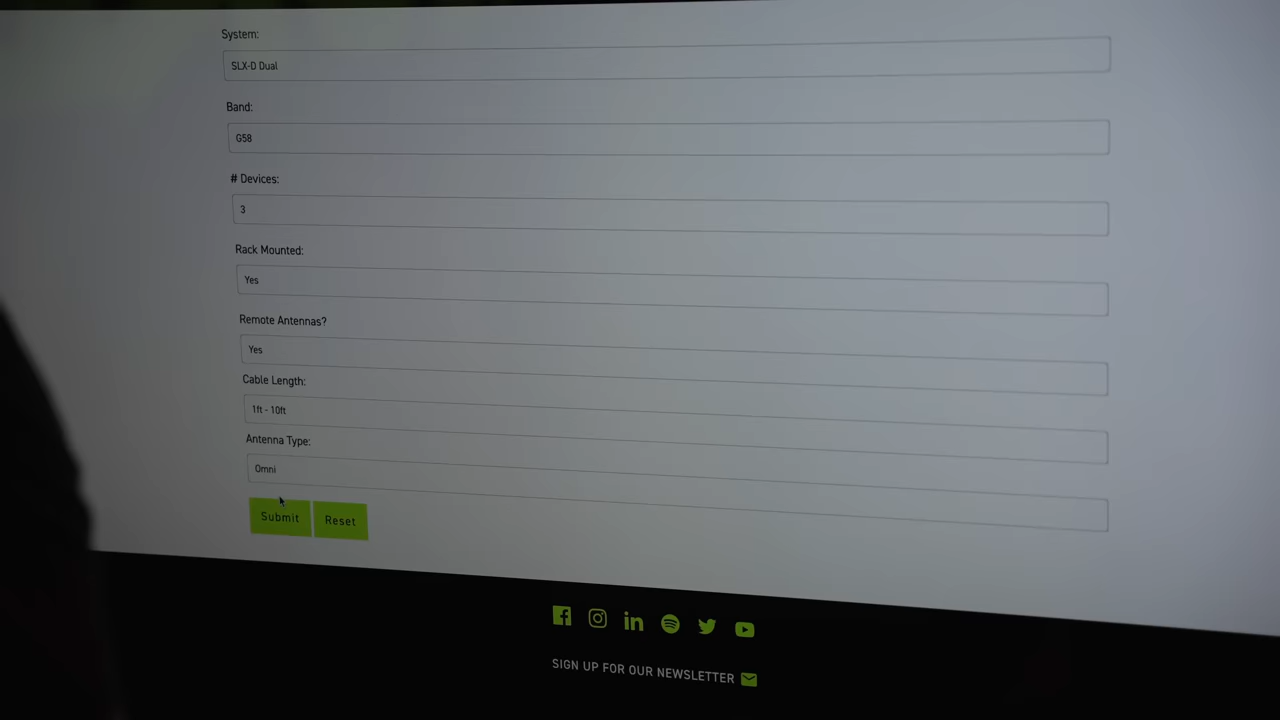 System:
SLX-D Dual
Band:
G58
# Devices:
3
Rack Mounted:
Yes
Remote Antennas?
Yes
Cable Length:
1ft - 10ft
Antenna Type:
Omni
Submit Reset
SIGN UP FOR OUR NEWSLETTER